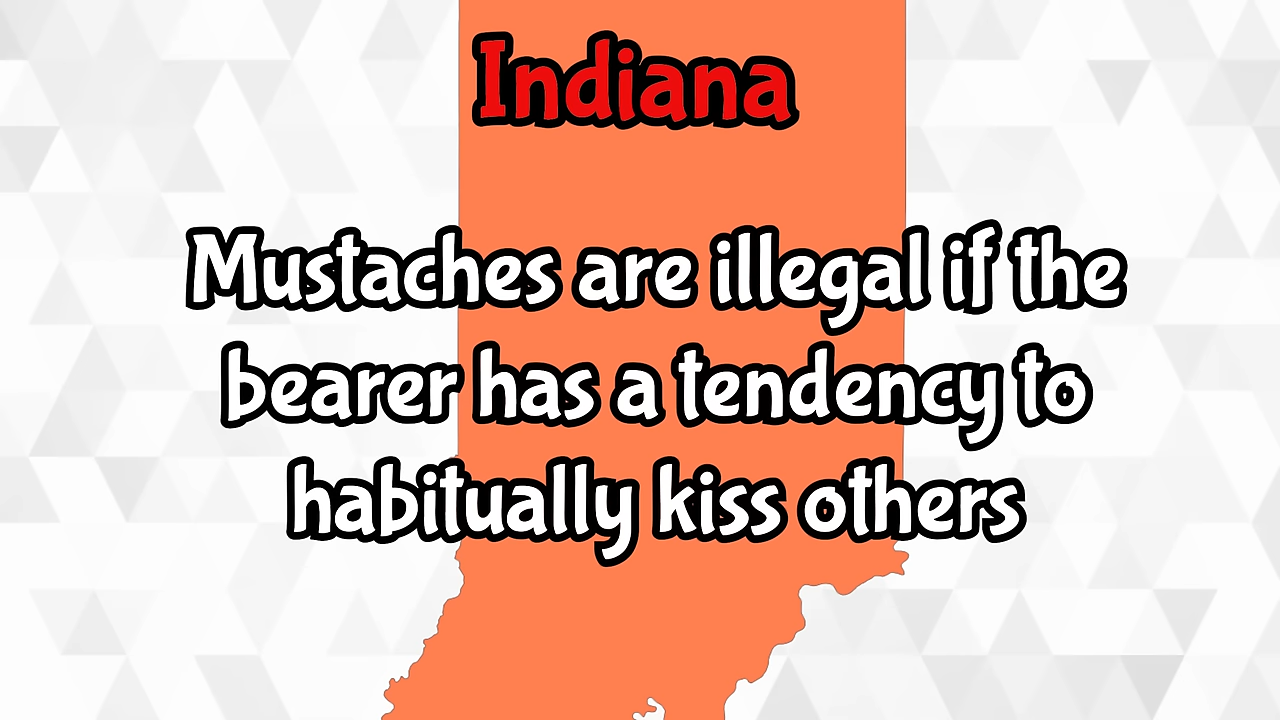 Indiana
Mustaches are illegal if the
bearer has a tendency to
habitually kiss others